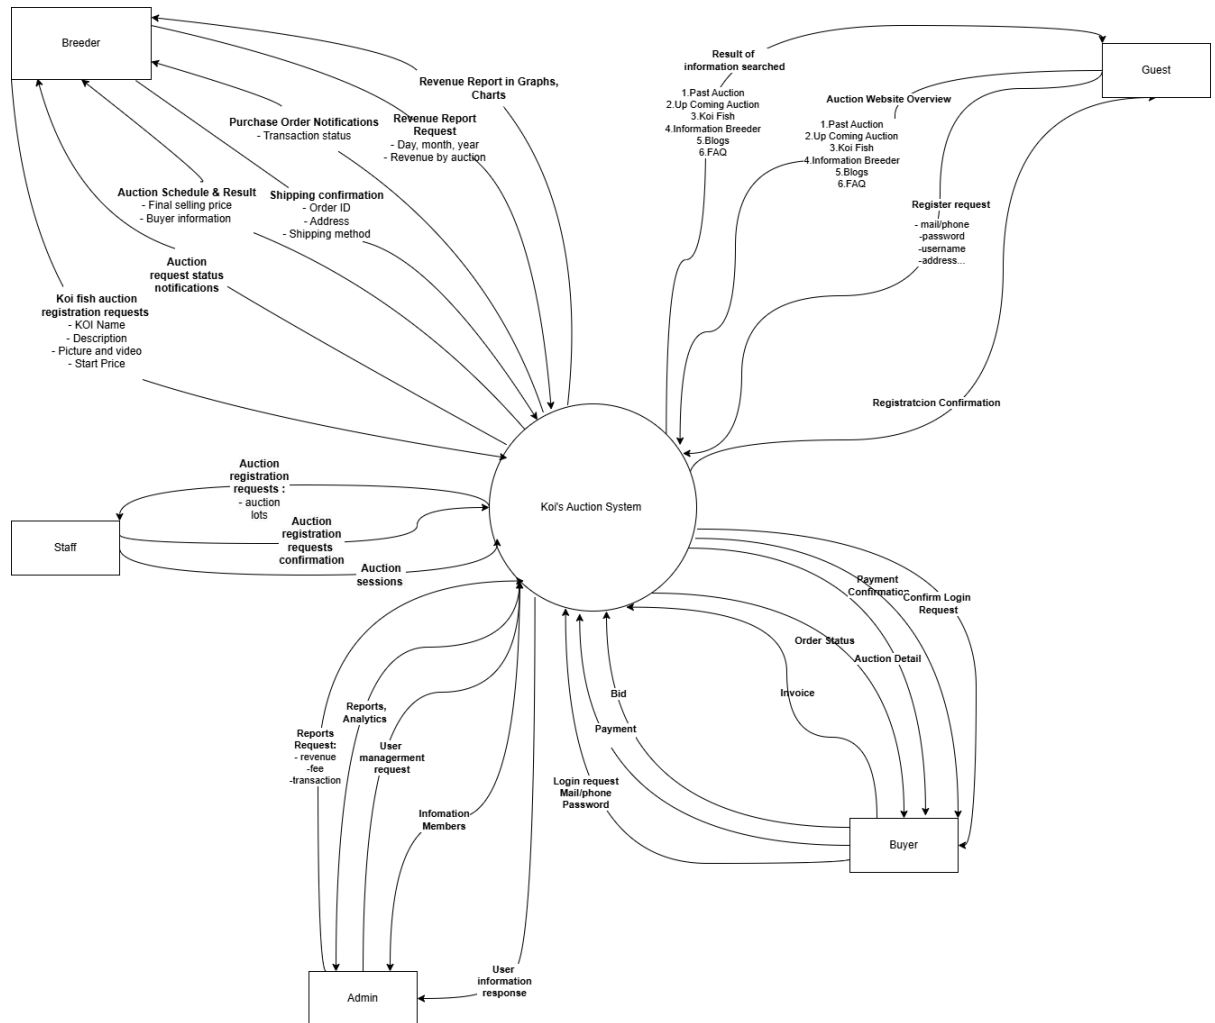 Breeder
Revenue Report in Graphs,
Charts
Purchase Order Notifications
- Transaction status
Revenue Report
Request
- Day, month, year
- Revenue by auction
Auction Schedule & Result
- Final selling price
- Buyer information
Shipping confirmation
- Order ID
- Address
- Shipping method
Auction
request status
notifications
Koi fish auction
registration requests
- KOI Name
- Description
- Picture and video
- Start Price
Result of
information searched
1.Past Auction
2.Up Coming Auction
3.Koi Fish
4.Information Breeder
5.Blogs
6.FAQ
Guest
Auction Website Overview
1.Past Auction
2.Up Coming Auction
3.Koi Fish
4.Information Breeder
5.Blogs
6.FAQ
Register request
- mail/phone
-password
-username
-address...
Registratcion Confirmation
Koi's Auction System
Auction
registration
requests :
- auction
lots
Staff
Auction
registration
requests
confirmation
Auction
sessions
Payment
Confirmation
Confirm Login
Request
Order Status
Auction Detail
Invoice
Bid
Payment
Login request
Mail/phone
Password
Buyer
Reports
Request:
- revenue
-fee
-transaction
Reports,
Analytics
User
management
request
Infomation
Members
User
information
response
Admin